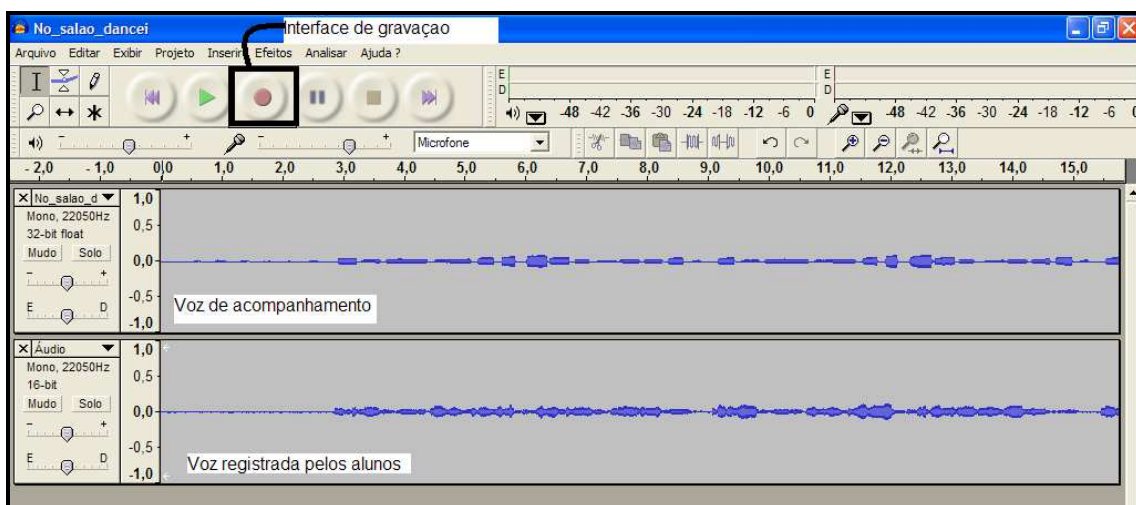 No_salao_dancei
Interface de gravaçao
Arquivo Editar Exibir Projeto Inserir Efeitos Analisar Ajuda ?
E
D
-48 -42 -36 -30 -24 -18 -12 -6 0
E
D
-48 -42 -36 -30 -24 -18 -12 -6 0
- + - + Microfone
- 2,0 - 1,0 0,0 1,0 2,0 3,0 4,0 5,0 6,0 7,0 8,0 9,0 10,0 11,0 12,0 13,0 14,0 15,0
X No_salao_d
Mono, 22050Hz
32-bit float
Mudo Solo
- +
E D
1,0
0,5
0,0
-0,5
-1,0
Voz de acompanhamento
X Áudio
Mono, 22050Hz
16-bit
Mudo Solo
- +
E D
1,0
0,5
0,0
-0,5
-1,0
Voz registrada pelos alunos